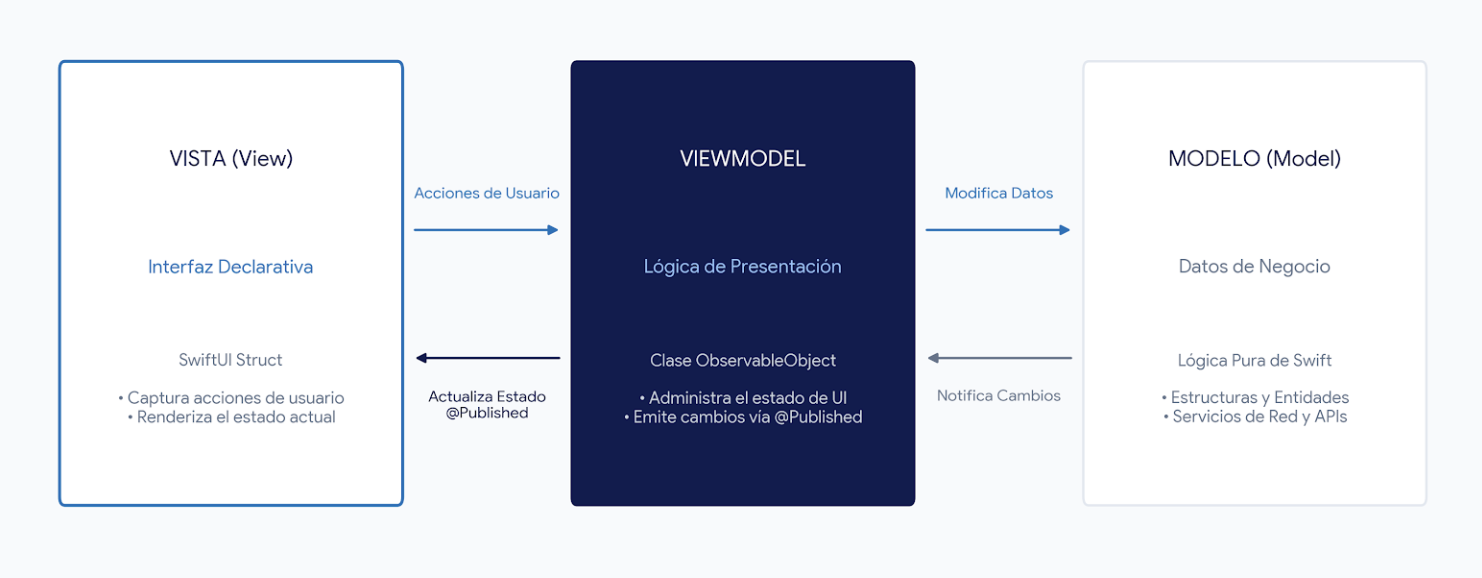 VISTA (View)
Interfaz Declarativa
SwiftUI Struct
• Captura acciones de usuario
• Renderiza el estado actual
Acciones de Usuario
Actualiza Estado
@Published
VIEWMODEL
Lógica de Presentación
Clase ObservableObject
• Administra el estado de UI
• Emite cambios vía @Published
Modifica Datos
Notifica Cambios
MODELO (Model)
Datos de Negocio
Lógica Pura de Swift
• Estructuras y Entidades
• Servicios de Red y APIs